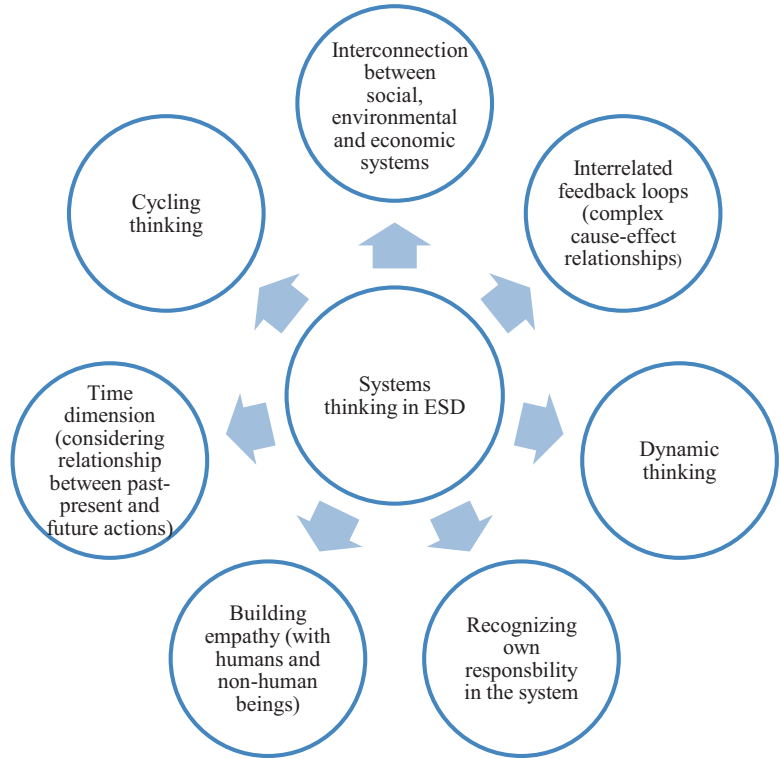 Interconnection
between
social,
environmental
and economic
systems
Interrelated
feedback loops
(complex
cause-effect
relationships)
Dynamic
thinking
Recognizing
own
responsbility
in the system
Building
empathy (with
humans and
non-human
beings)
Time
dimension
(considering
relationship
between past-
present and
future actions)
Cycling
thinking
Systems
thinking in ESD